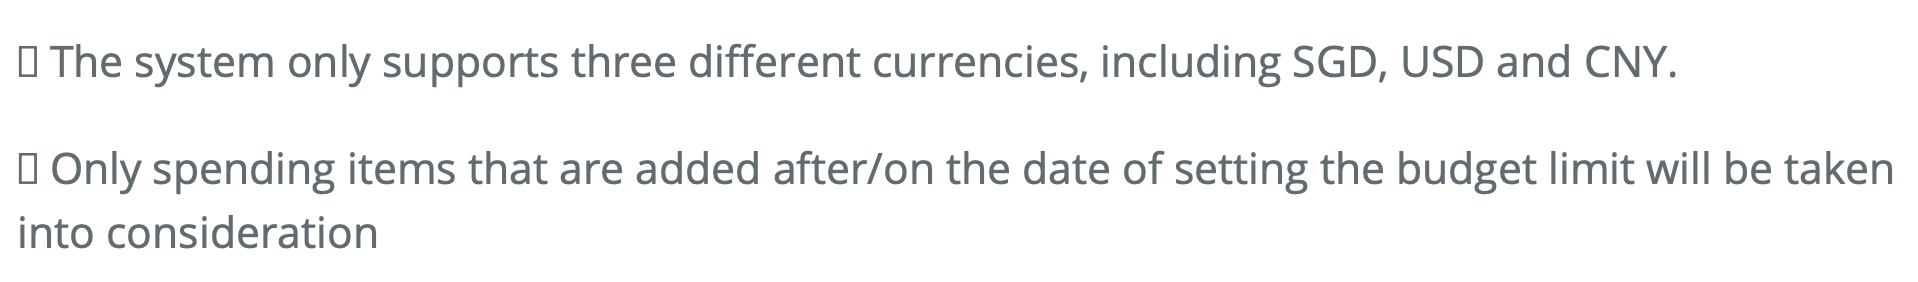 ▯ The system only supports three different currencies, including SGD, USD and CNY.
▯ Only spending items that are added after/on the date of setting the budget limit will be taken
into consideration